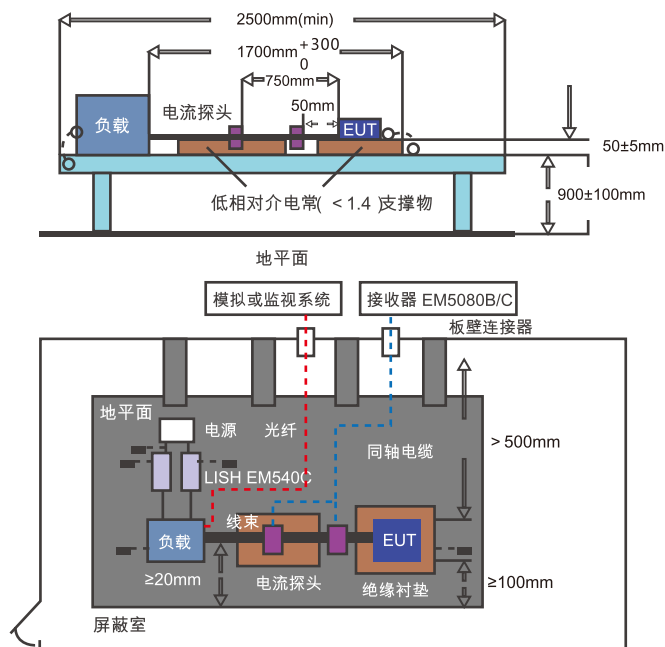 2500mm(min)
1700mm +300 0
750mm
电流探头
50mm
负载
EUT
50±5mm
低相对介电常( <1.4)支撑物
900±100mm
地平面
模拟或监视系统
接收器 EM5080B/C
板壁连接器
地平面
电源
光纤
同轴电缆
>500mm
LISH EM540C
线束
负载
EUT
≥20mm
电流探头
绝缘衬垫
≥100mm
屏蔽室